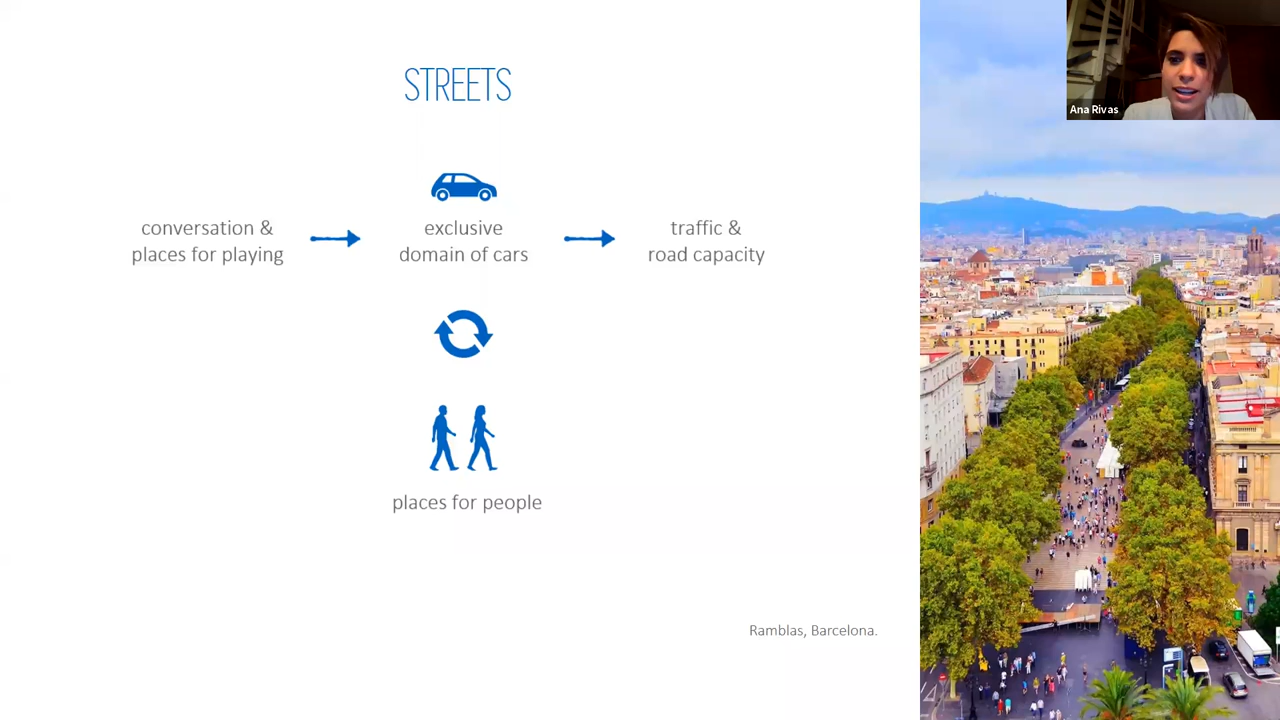 STREETS
conversation &
places for playing
exclusive
domain of cars
traffic &
road capacity
places for people
Ramblas, Barcelona.
Ana Rivas